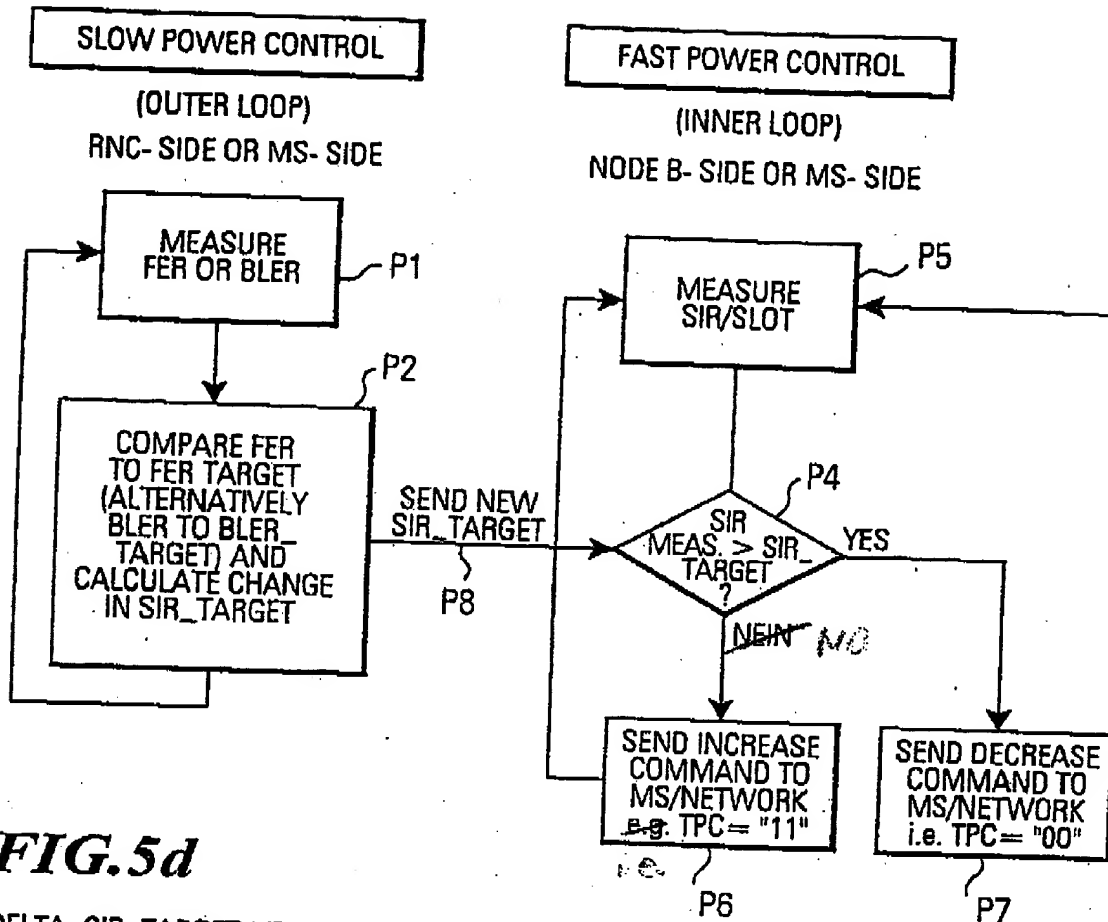 SLOW POWER CONTROL
(OUTER LOOP)
RNC- SIDE OR MS- SIDE
MEASURE
FER OR BLER
P1
P2
COMPARE FER
TO FER TARGET
(ALTERNATIVELY
BLER TO BLER_
TARGET) AND
CALCULATE CHANGE
IN SIR_TARGET
SEND NEW
SIR_TARGET
P8
FAST POWER CONTROL
(INNER LOOP)
NODE B- SIDE OR MS- SIDE
P5
MEASURE
SIR/SLOT
P4
SIR
MEAS. > SIR_
TARGET
?
YES
NEIN NO
SEND INCREASE
COMMAND TO
MS/NETWORK
e.g. TPC= "11"
i.e.
P6
SEND DECREASE
COMMAND TO
MS/NETWORK
i.e. TPC= "00"
P7
FIG.5d